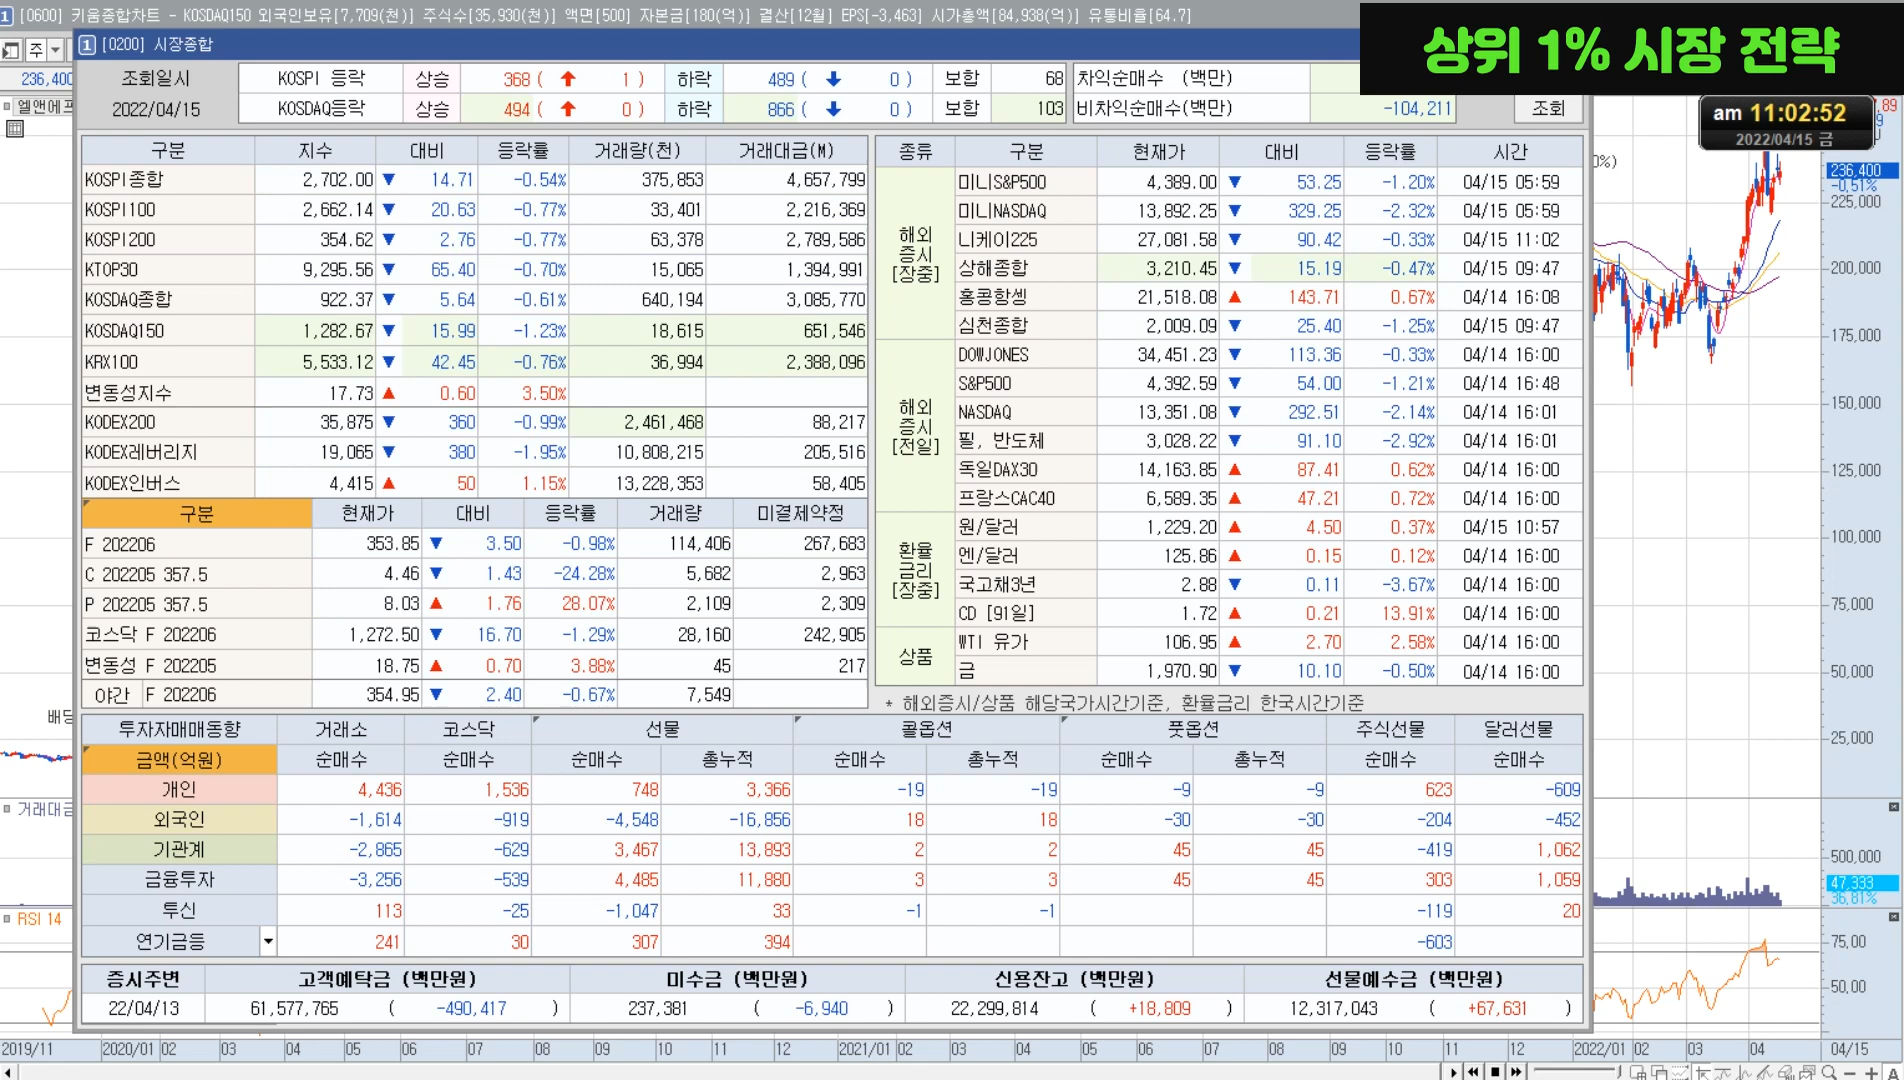 [0600] 키움종합차트 - KOSDAQ150 외국인보유[7,709(천)] 주식수[35,930(천)] 액면[500] 자본금[180(억)] 결산[12월] EPS[-3,463] 시가총액[84,938(억)] 유통비율[64.7]
상위 1% 시장 전략
1 [0200] 시장종합
am 11:02:52
2022/04/15 금
조회일시 KOSPI 등락 상승 368 ( 1 ) 하락 489 ( 0 ) 보합 68 차익순매수 (백만)
2022/04/15 KOSDAQ등락 상승 494 ( 0 ) 하락 866 ( 0 ) 보합 103 비차익순매수(백만) -104,211 조회
구분 지수 대비 등락률 거래량(천) 거래대금(M)
KOSPI종합 2,702.00 ▼ 14.71 -0.54% 375,853 4,657,799
KOSPI100 2,662.14 ▼ 20.63 -0.77% 33,401 2,216,369
KOSPI200 354.62 ▼ 2.76 -0.77% 63,378 2,789,586
KTOP30 9,295.56 ▼ 65.40 -0.70% 15,065 1,394,991
KOSDAQ종합 922.37 ▼ 5.64 -0.61% 640,194 3,085,770
KOSDAQ150 1,282.67 ▼ 15.99 -1.23% 18,615 651,546
KRX100 5,533.12 ▼ 42.45 -0.76% 36,994 2,388,096
변동성지수 17.73 ▲ 0.60 3.50%
KODEX200 35,875 ▼ 360 -0.99% 2,461,468 88,217
KODEX레버리지 19,065 ▼ 380 -1.95% 10,808,215 205,516
KODEX인버스 4,415 ▲ 50 1.15% 13,228,353 58,405
구분 현재가 대비 등락률 거래량 미결제약정
F 202206 353.85 ▼ 3.50 -0.98% 114,406 267,683
C 202205 357.5 4.46 ▼ 1.43 -24.28% 5,682 2,963
P 202205 357.5 8.03 ▲ 1.76 28.07% 2,109 2,309
코스닥 F 202206 1,272.50 ▼ 16.70 -1.29% 28,160 242,905
변동성 F 202205 18.75 ▲ 0.70 3.88% 45 217
야간 F 202206 354.95 ▼ 2.40 -0.67% 7,549
종류 구분 현재가 대비 등락률 시간
해외 증시 [장중]
미니S&P500 4,389.00 ▼ 53.25 -1.20% 04/15 05:59
미니NASDAQ 13,892.25 ▼ 329.25 -2.32% 04/15 05:59
니케이225 27,081.58 ▼ 90.42 -0.33% 04/15 11:02
상해종합 3,210.45 ▼ 15.19 -0.47% 04/15 09:47
홍콩항셍 21,518.08 ▲ 143.71 0.67% 04/14 16:08
심천종합 2,009.09 ▼ 25.40 -1.25% 04/15 09:47
해외 증시 [전일]
DOWJONES 34,451.23 ▼ 113.36 -0.33% 04/14 16:00
S&P500 4,392.59 ▼ 54.00 -1.21% 04/14 16:48
NASDAQ 13,351.08 ▼ 292.51 -2.14% 04/14 16:01
필, 반도체 3,028.22 ▼ 91.10 -2.92% 04/14 16:01
독일DAX30 14,163.85 ▲ 87.41 0.62% 04/14 16:00
프랑스CAC40 6,589.35 ▲ 47.21 0.72% 04/14 16:00
환율 금리 [장중]
원/달러 1,229.20 ▲ 4.50 0.37% 04/15 10:57
엔/달러 125.86 ▲ 0.15 0.12% 04/14 16:00
국고채3년 2.88 ▼ 0.11 -3.67% 04/14 16:00
CD [91일] 1.72 ▲ 0.21 13.91% 04/14 16:00
상품
WTI 유가 106.95 ▲ 2.70 2.58% 04/14 16:00
금 1,970.90 ▼ 10.10 -0.50% 04/14 16:00
* 해외증시/상품 해당국가시간기준, 환율금리 한국시간기준
투자자매매동향 거래소 코스닥 선물 콜옵션 풋옵션 주식선물 달러선물
금액(억원) 순매수 순매수 순매수 총누적 순매수 총누적 순매수 총누적 순매수 순매수
개인 4,436 1,536 748 3,366 -19 -19 -9 -9 623 -609
외국인 -1,614 -919 -4,548 -16,856 18 18 -30 -30 -204 -452
기관계 -2,865 -629 3,467 13,893 2 2 45 45 -419 1,062
금융투자 -3,256 -539 4,485 11,880 3 3 45 45 303 1,059
투신 113 -25 -1,047 33 -1 -1 -119 20
연기금등 241 30 307 394 -603
증시주변 고객예탁금 (백만원) 미수금 (백만원) 신용잔고 (백만원) 선물예수금 (백만원)
22/04/13 61,577,765 ( -490,417 ) 237,381 ( -6,940 ) 22,299,814 ( +18,809 ) 12,317,043 ( +67,631 )
주
236,400
엘앤에프
배당
거래대금
RSI 14
236,400
-0,51%
225,000
200,000
175,000
150,000
125,000
100,000
75,000
50,000
25,000
500,000
47,333
36,81%
75,00
50,00
2019/11 2020/01 02 03 04 05 06 07 08 09 10 11 12 2021/01 02 03 04 05 06 07 08 09 10 11 12 2022/01 02 03 04 04/15